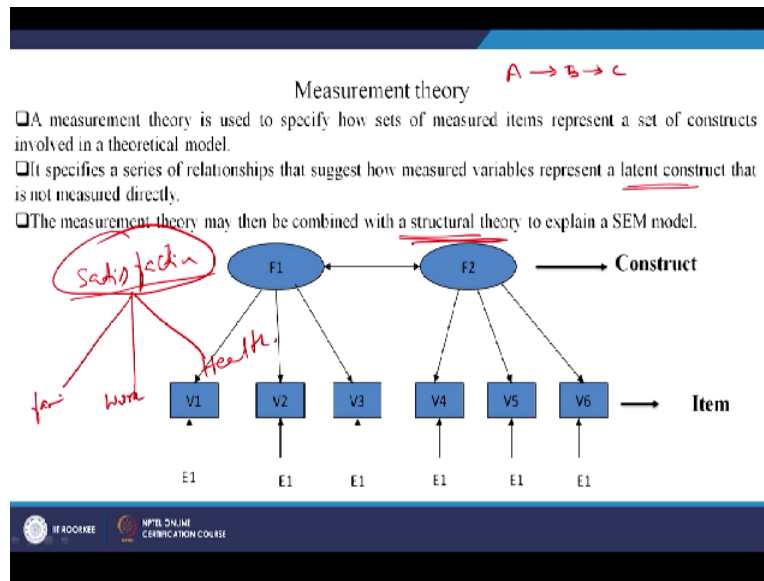 A → B → C
Measurement theory
❑A measurement theory is used to specify how sets of measured items represent a set of constructs
involved in a theoretical model.
❑It specifies a series of relationships that suggest how measured variables represent a latent construct that
is not measured directly.
❑The measurement theory may then be combined with a structural theory to explain a SEM model.
Satisfactin
F1
F2
Construct
Health.
fam
work
V1
V2
V3
V4
V5
V6
Item
E1
E1
E1
E1
E1
E1
IIT ROORKEE
NPTEL ONLINE
CERTIFICATION COURSE